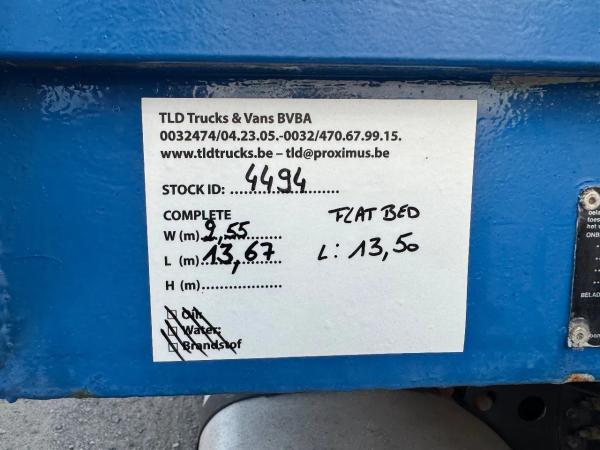 TLD Trucks & Vans BVBA
0032474/04.23.05.-0032/470.67.99.15.
www.tldtrucks.be – tld@proximus.be
STOCK ID: 4494
COMPLETE FLAT BED
W (m) 2,55
L (m) 13,67 L: 13,50
H (m)
Oil:
Water:
Brandstof